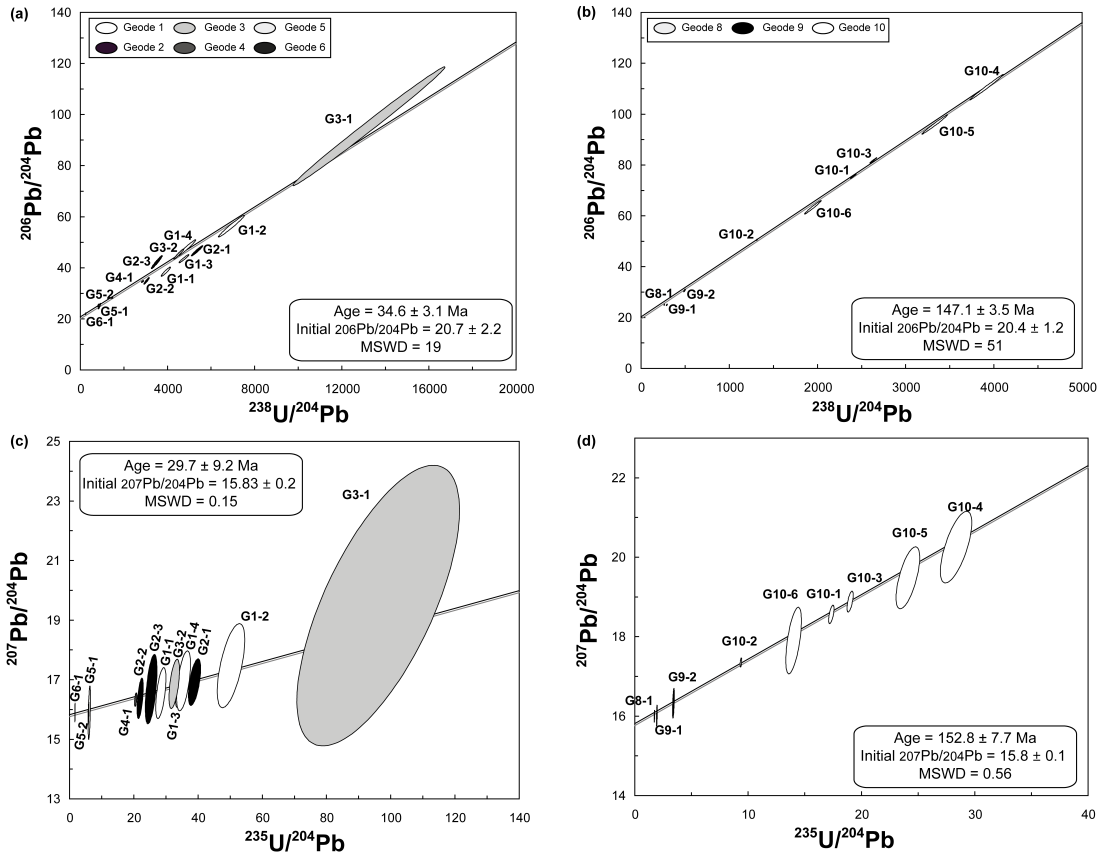 (a)
Geode 1 Geode 3 Geode 5
Geode 2 Geode 4 Geode 6
140
120
100
80
60
40
20
0
206Pb/204Pb
G3-1
G1-4
G3-2
G2-3
G4-1
G5-2
G5-1
G6-1
G1-2
G2-1
G1-3
G1-1
G2-2
Age = 34.6 ± 3.1 Ma
Initial 206Pb/204Pb = 20.7 ± 2.2
MSWD = 19
0 4000 8000 12000 16000 20000
238U/204Pb
(b)
Geode 8 Geode 9 Geode 10
140
120
100
80
60
40
20
0
206Pb/204Pb
G10-4
G10-5
G10-3
G10-1
G10-6
G10-2
G8-1
G9-2
G9-1
Age = 147.1 ± 3.5 Ma
Initial 206Pb/204Pb = 20.4 ± 1.2
MSWD = 51
0 1000 2000 3000 4000 5000
238U/204Pb
(c)
25
23
21
19
17
15
13
207Pb/204Pb
Age = 29.7 ± 9.2 Ma
Initial 207Pb/204Pb = 15.83 ± 0.2
MSWD = 0.15
G3-1
G6-1
G5-1
G5-2
G4-1
G2-2
G2-3
G1-1
G3-2
G1-4
G2-1
G1-3
G1-2
0 20 40 60 80 100 120 140
235U/204Pb
(d)
22
20
18
16
14
207Pb/204Pb
G10-4
G10-5
G10-3
G10-1
G10-6
G10-2
G9-2
G8-1
G9-1
Age = 152.8 ± 7.7 Ma
Initial 207Pb/204Pb = 15.8 ± 0.1
MSWD = 0.56
0 10 20 30 40
235U/204Pb